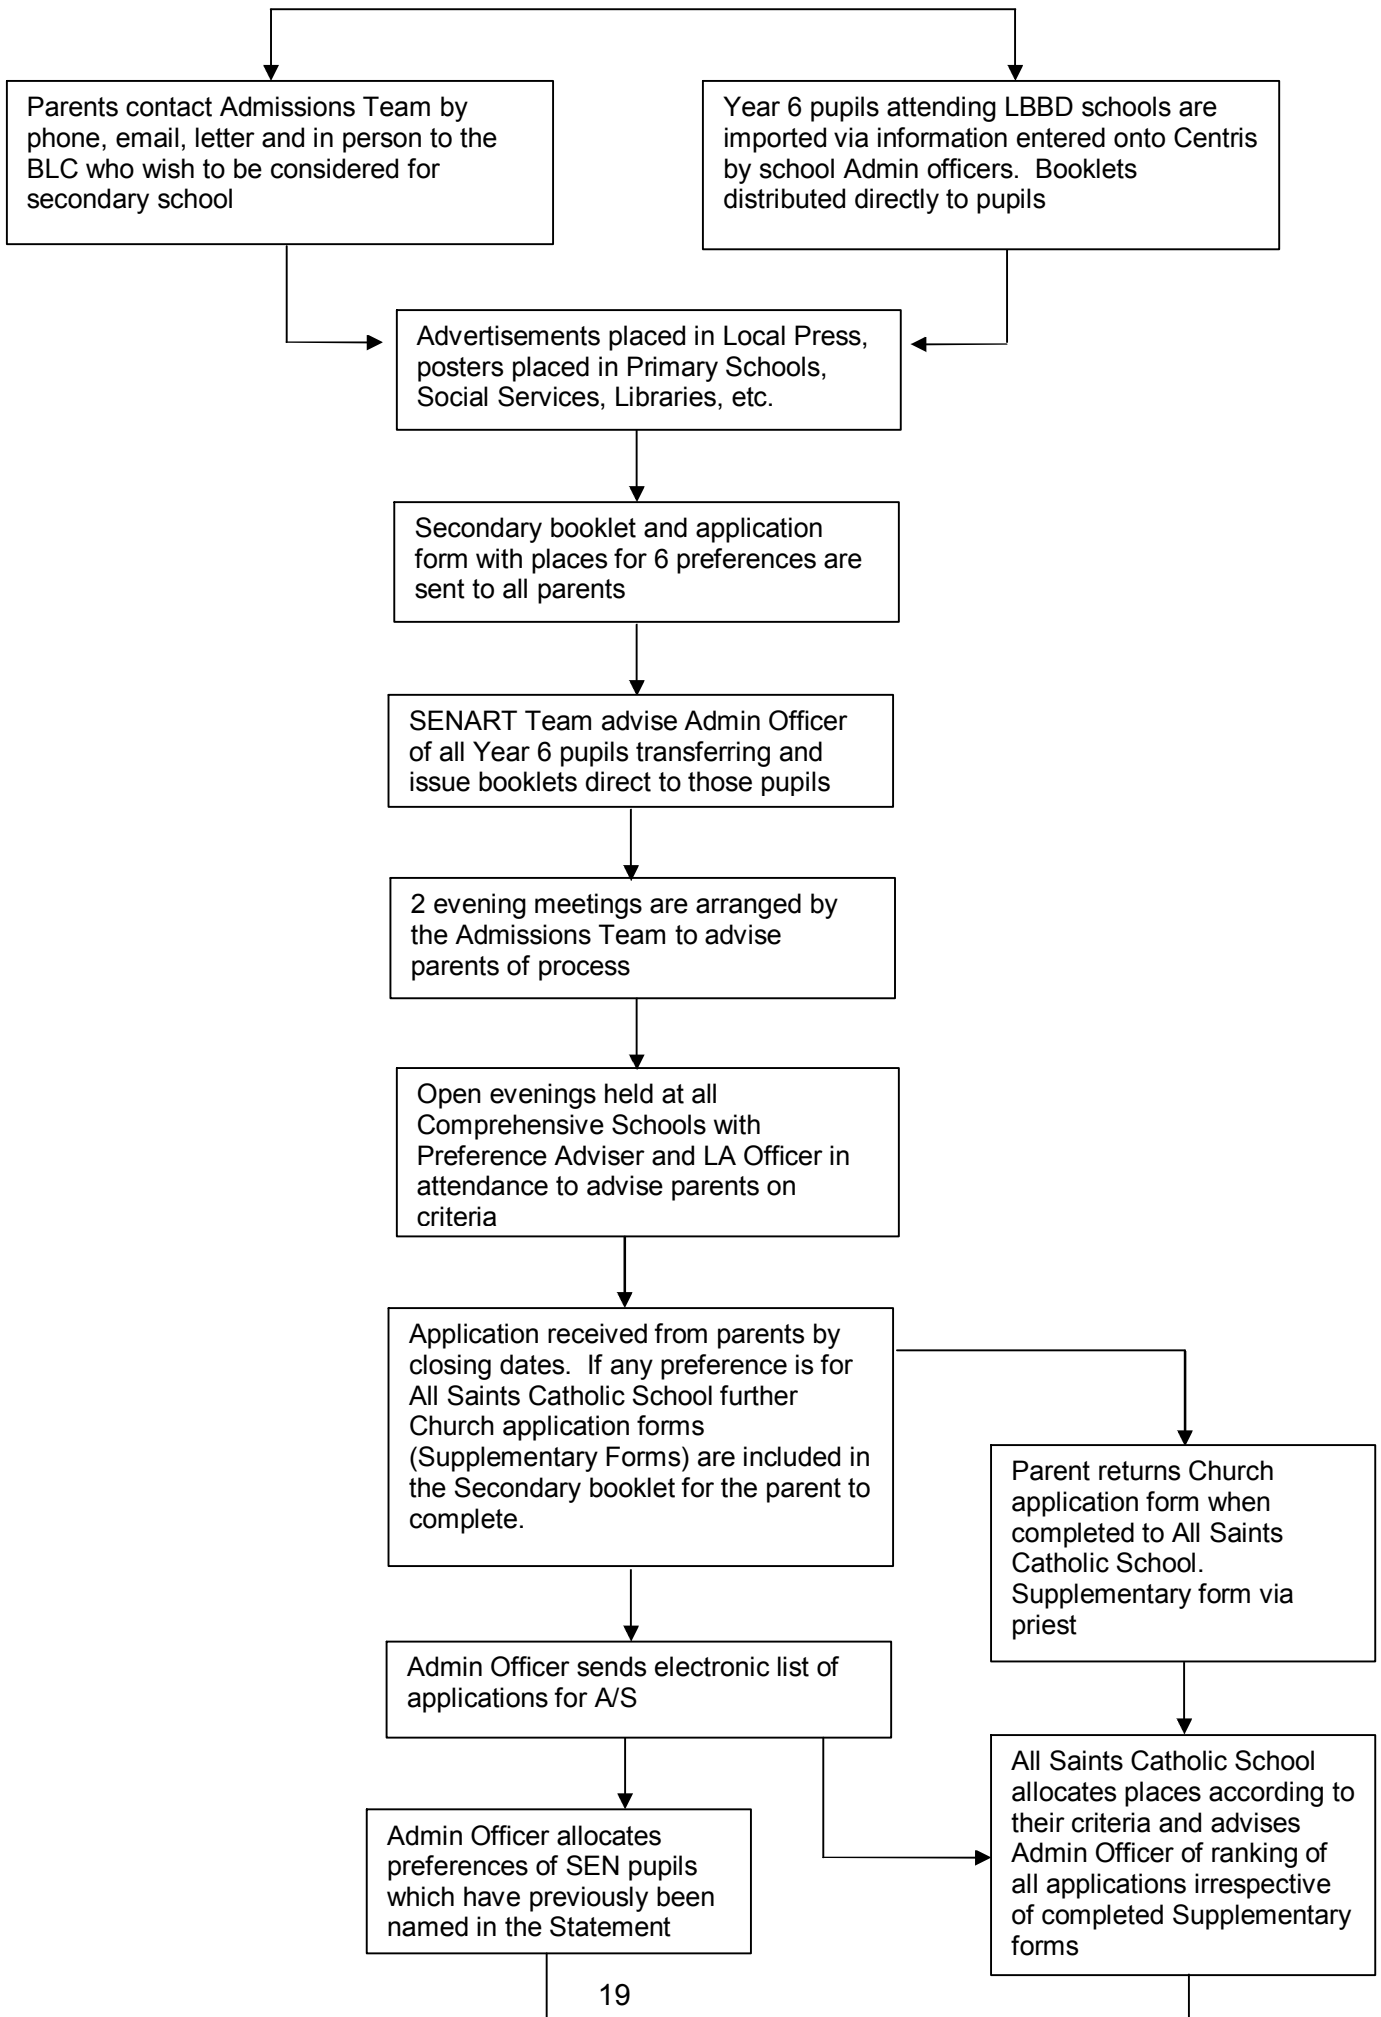 Parents contact Admissions Team by
phone, email, letter and in person to the
BLC who wish to be considered for
secondary school
Year 6 pupils attending LBBD schools are
imported via information entered onto Centris
by school Admin officers.  Booklets
distributed directly to pupils
Advertisements placed in Local Press,
posters placed in Primary Schools,
Social Services, Libraries, etc.
Secondary booklet and application
form with places for 6 preferences are
sent to all parents
SENART Team advise Admin Officer
of all Year 6 pupils transferring and
issue booklets direct to those pupils
2 evening meetings are arranged by
the Admissions Team to advise
parents of process
Open evenings held at all
Comprehensive Schools with
Preference Adviser and LA Officer in
attendance to advise parents on
criteria
Application received from parents by
closing dates.  If any preference is for
All Saints Catholic School further
Church application forms
(Supplementary Forms) are included in
the Secondary booklet for the parent to
complete.
Parent returns Church
application form when
completed to All Saints
Catholic School.
Supplementary form via
priest
Admin Officer sends electronic list of
applications for A/S
All Saints Catholic School
allocates places according to
their criteria and advises
Admin Officer of ranking of
all applications irrespective
of completed Supplementary
forms
Admin Officer allocates
preferences of SEN pupils
which have previously been
named in the Statement
19